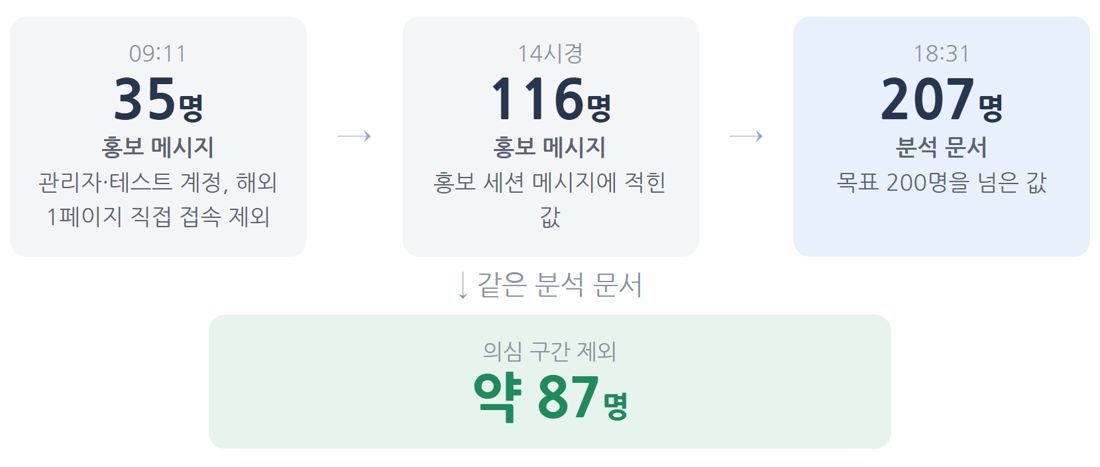 09:11
35명
홍보 메시지
관리자·테스트 계정, 해외
1페이지 직접 접속 제외
→
14시경
116명
홍보 메시지
홍보 세션 메시지에 적힌
값
→
18:31
207명
분석 문서
목표 200명을 넘은 값
↓ 같은 분석 문서
의심 구간 제외
약 87명